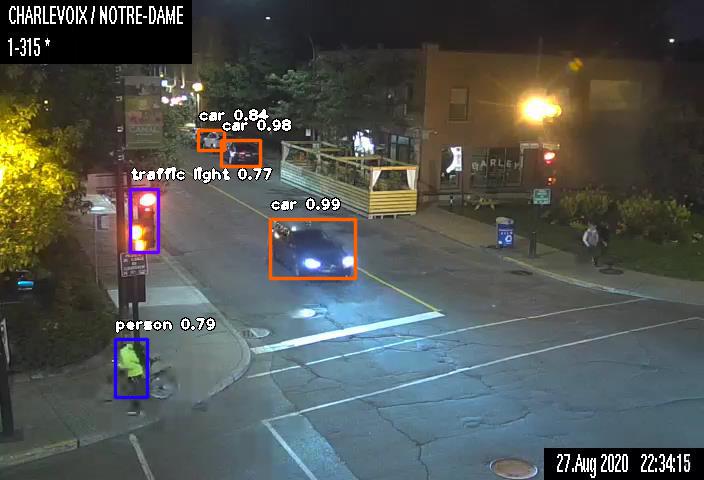 CHARLEVOIX / NOTRE-DAME
1-315 *
car 0.84
car 0.98
traffic light 0.77
BARLEY
car 0.99
person 0.79
27.Aug 2020 22:34:15